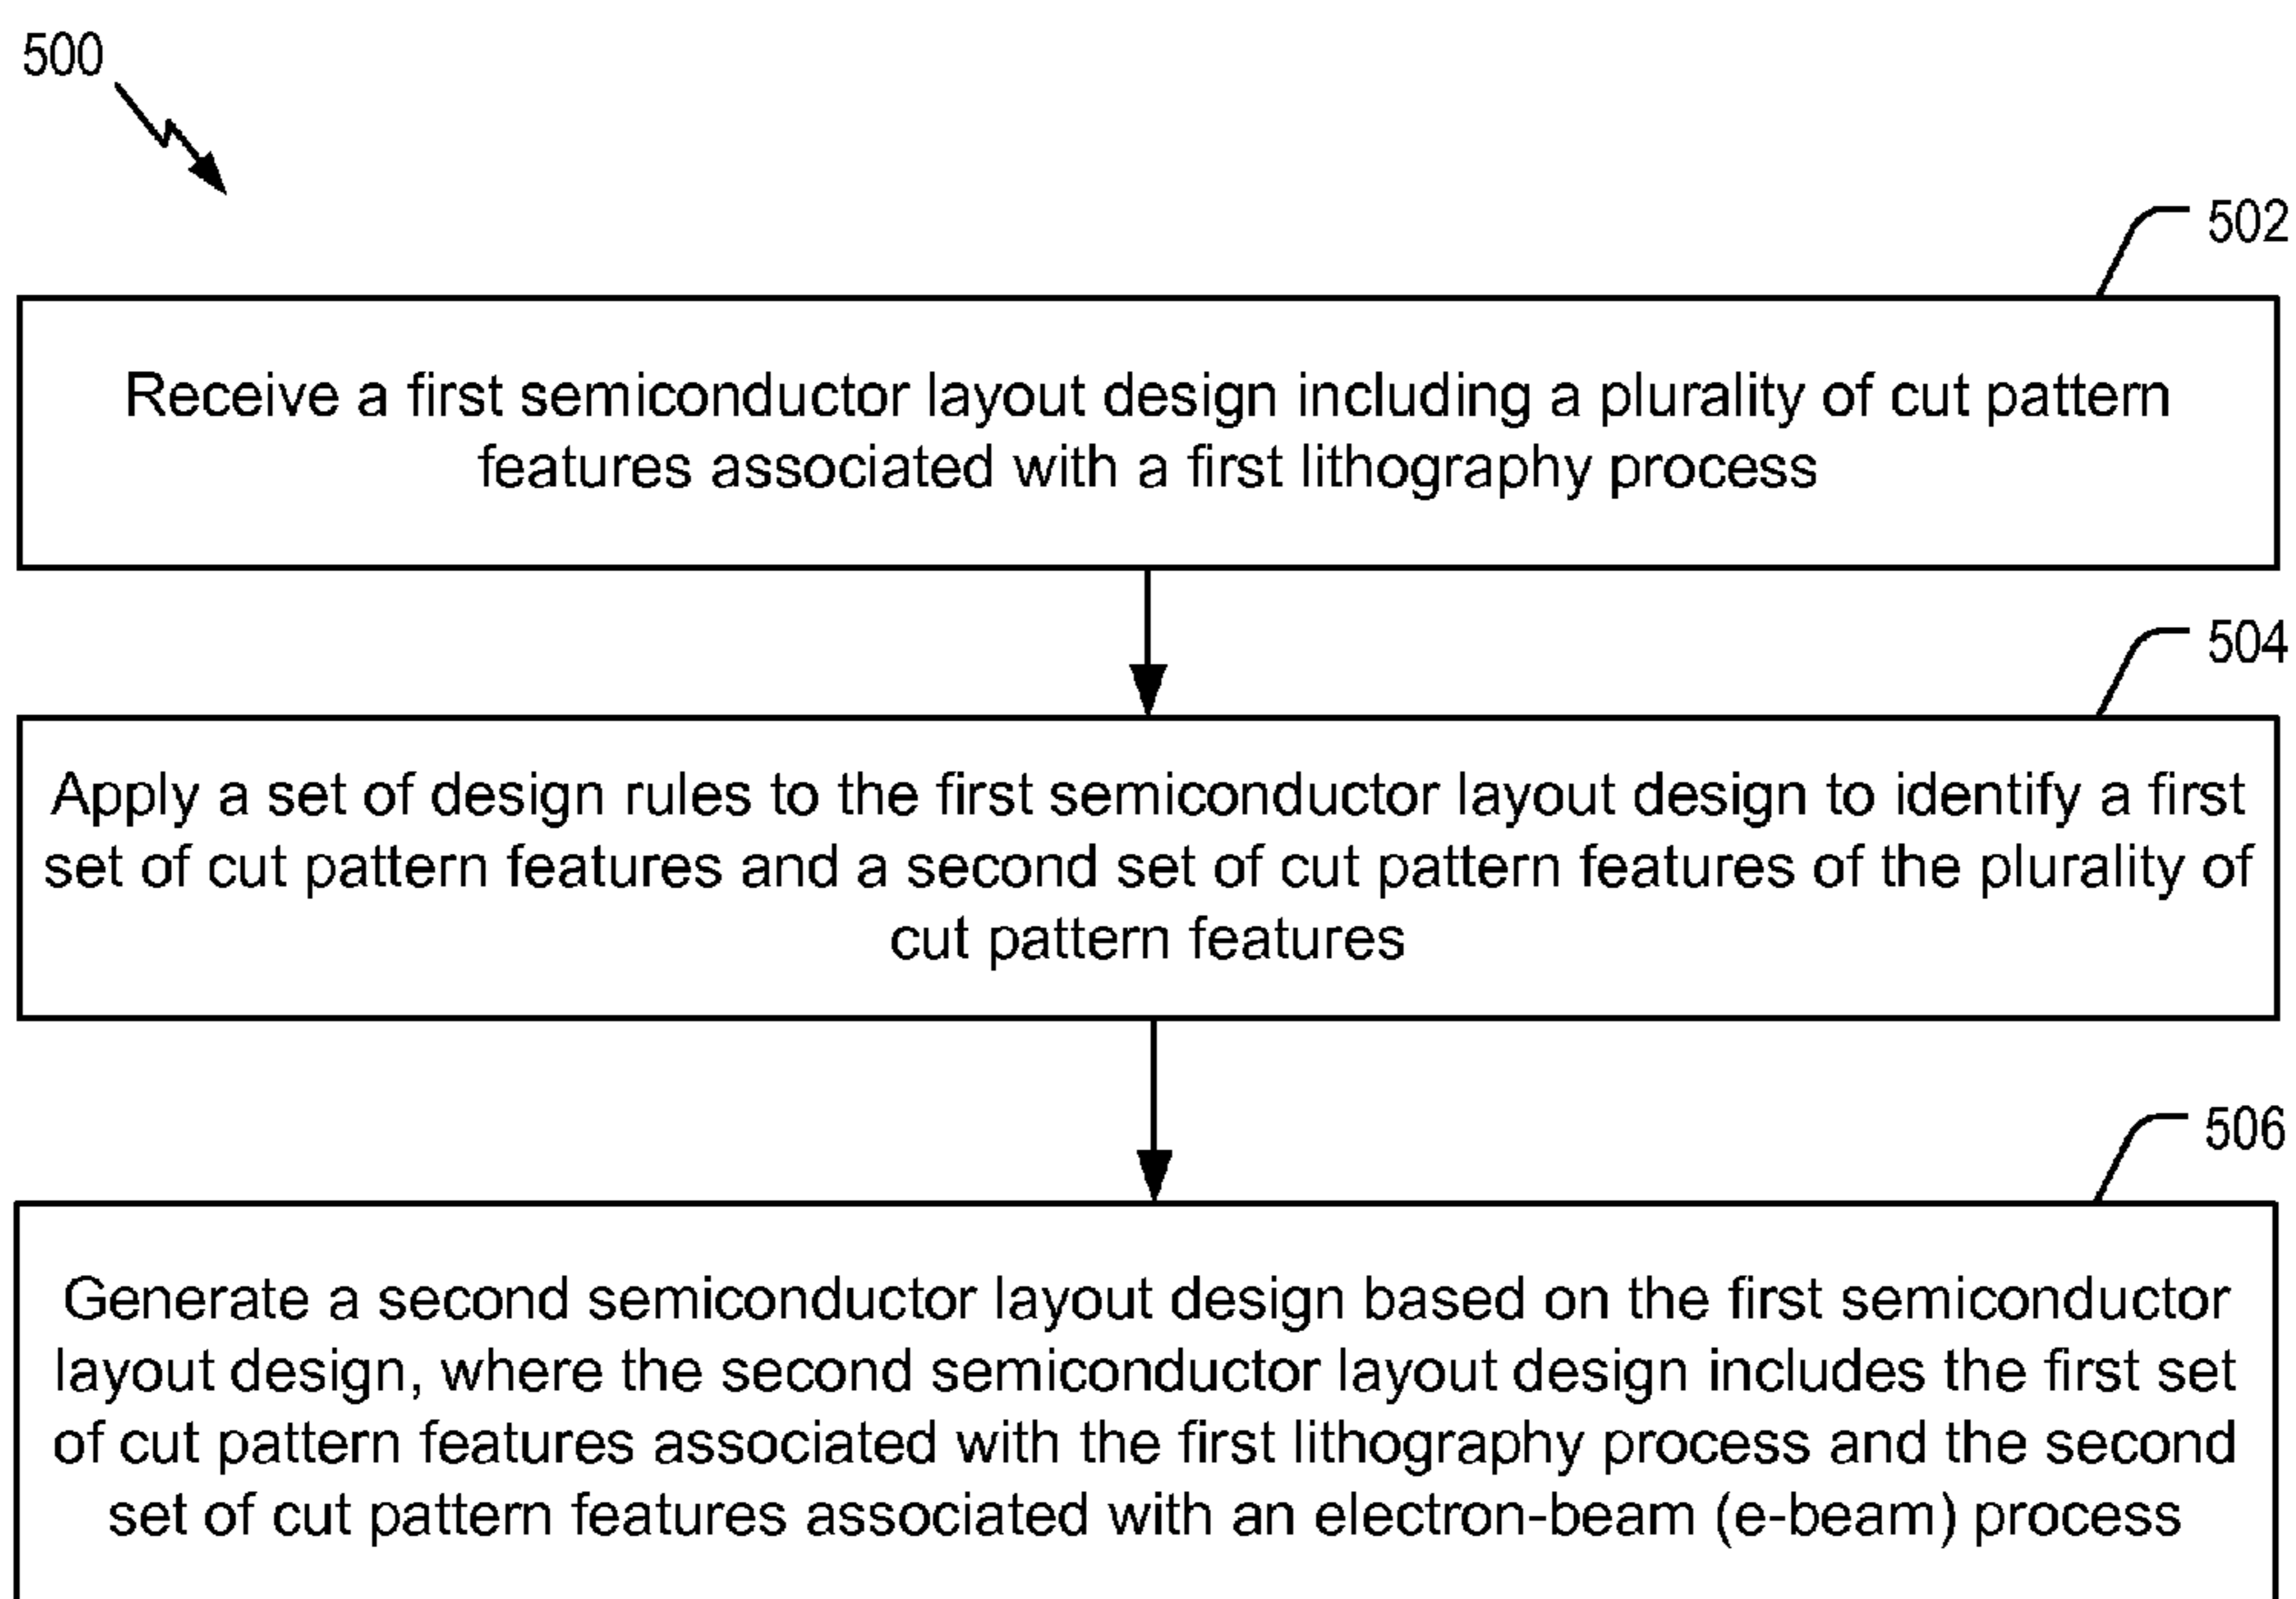 500
502
Receive a first semiconductor layout design including a plurality of cut pattern
features associated with a first lithography process
504
Apply a set of design rules to the first semiconductor layout design to identify a first
set of cut pattern features and a second set of cut pattern features of the plurality of
cut pattern features
506
Generate a second semiconductor layout design based on the first semiconductor
layout design, where the second semiconductor layout design includes the first set
of cut pattern features associated with the first lithography process and the second
set of cut pattern features associated with an electron-beam (e-beam) process